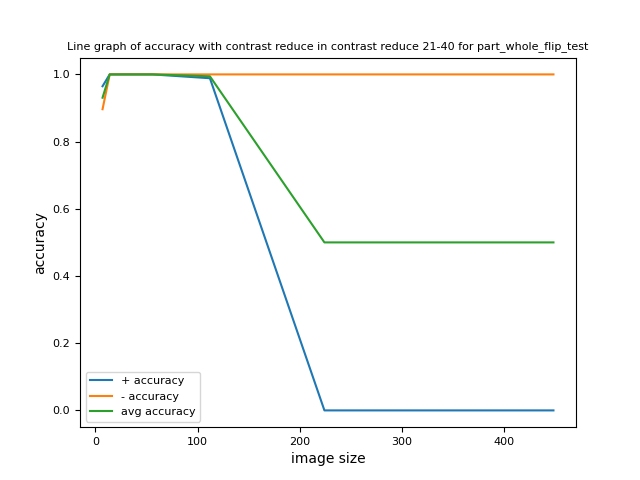 Line graph of accuracy with contrast reduce in contrast reduce 21-40 for part_whole_flip_test
1.0
0.8
0.6
0.4
0.2
0.0
accuracy
+ accuracy
- accuracy
avg accuracy
0 100 200 300 400
image size